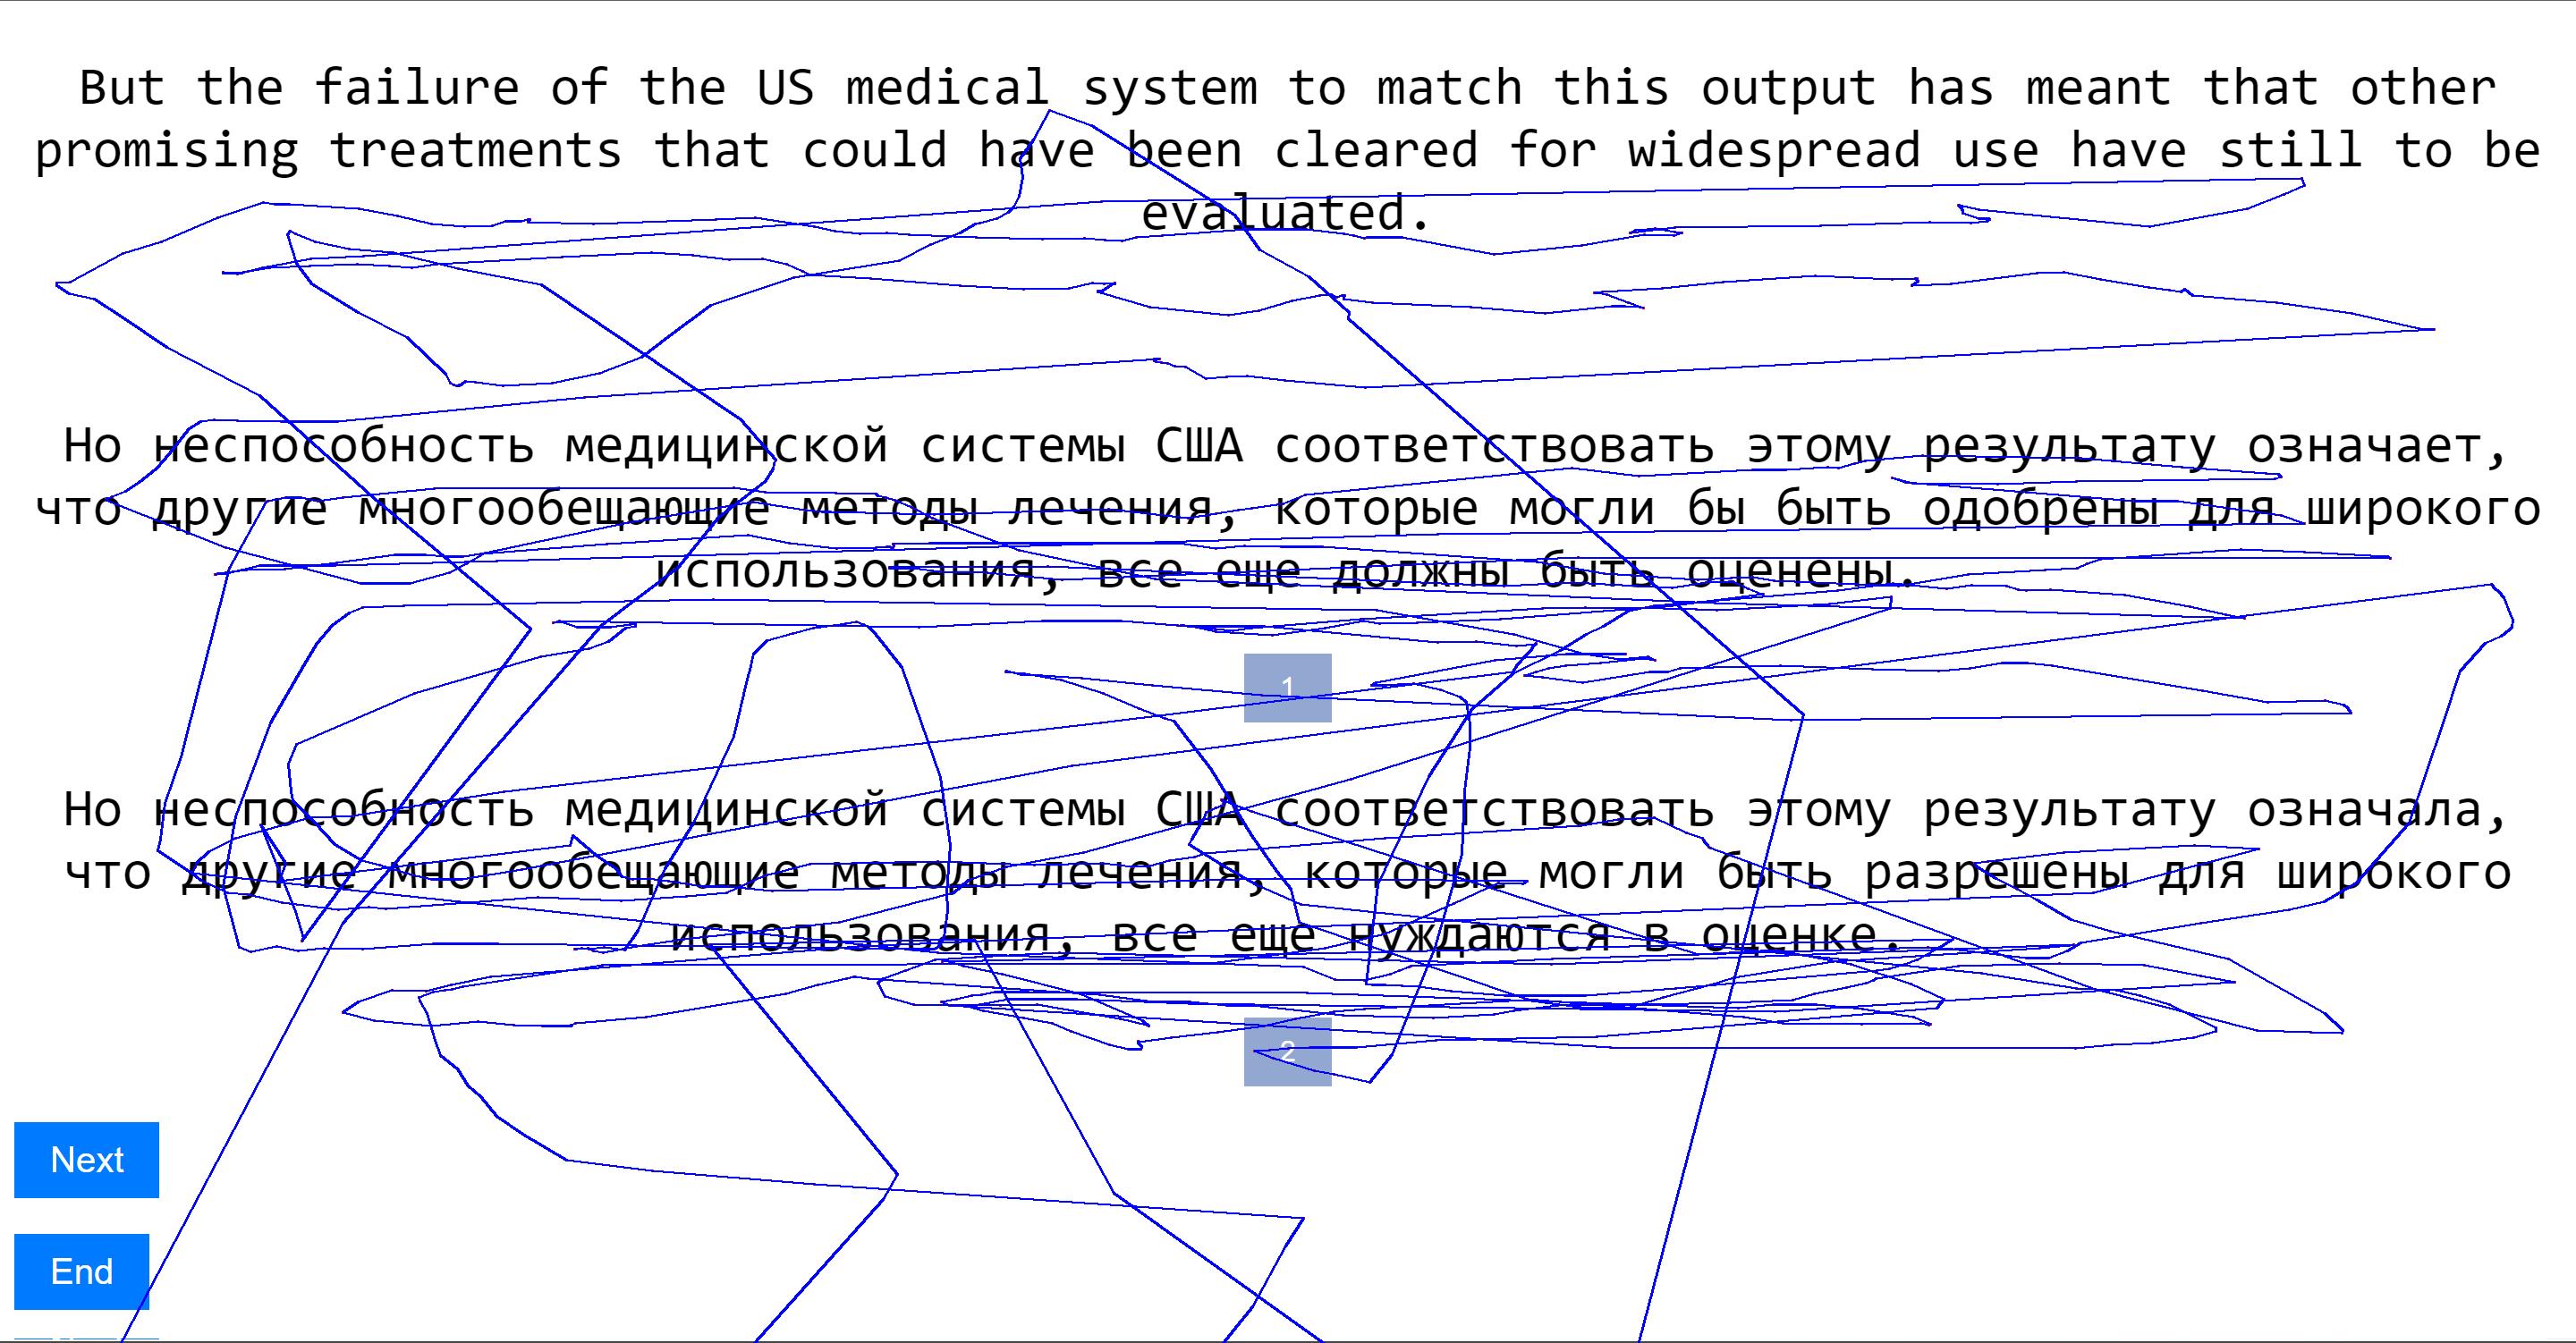 But the failure of the US medical system to match this output has meant that other
promising treatments that could have been cleared for widespread use have still to be
evaluated.
Но неспособность медицинской системы США соответствовать этому результату означает,
что другие многообещающие методы лечения, которые могли бы быть одобрены для широкого
использования, все еще должны быть оценены.
1
Но неспособность медицинской системы США соответствовать этому результату означала,
что другие многообещающие методы лечения, которые могли быть разрешены для широкого
использования, все еще нуждаются в оценке.
2
Next
End